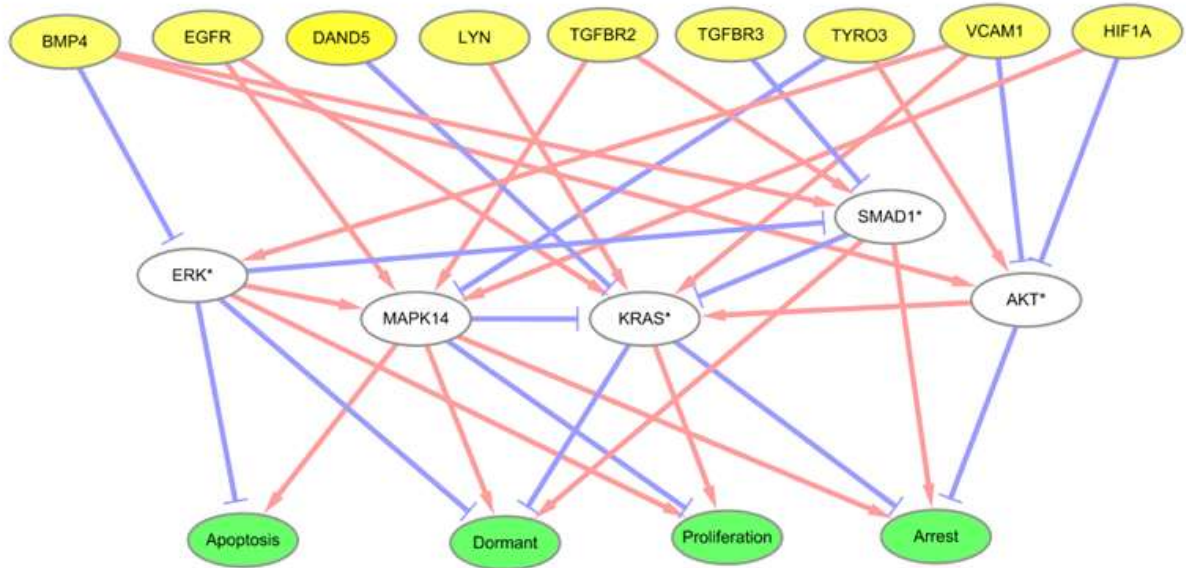 BMP4
EGFR
DAND5
LYN
TGFBR2
TGFBR3
TYRO3
VCAM1
HIF1A
SMAD1*
ERK*
MAPK14
KRAS*
AKT*
Apoptosis
Dormant
Proliferation
Arrest